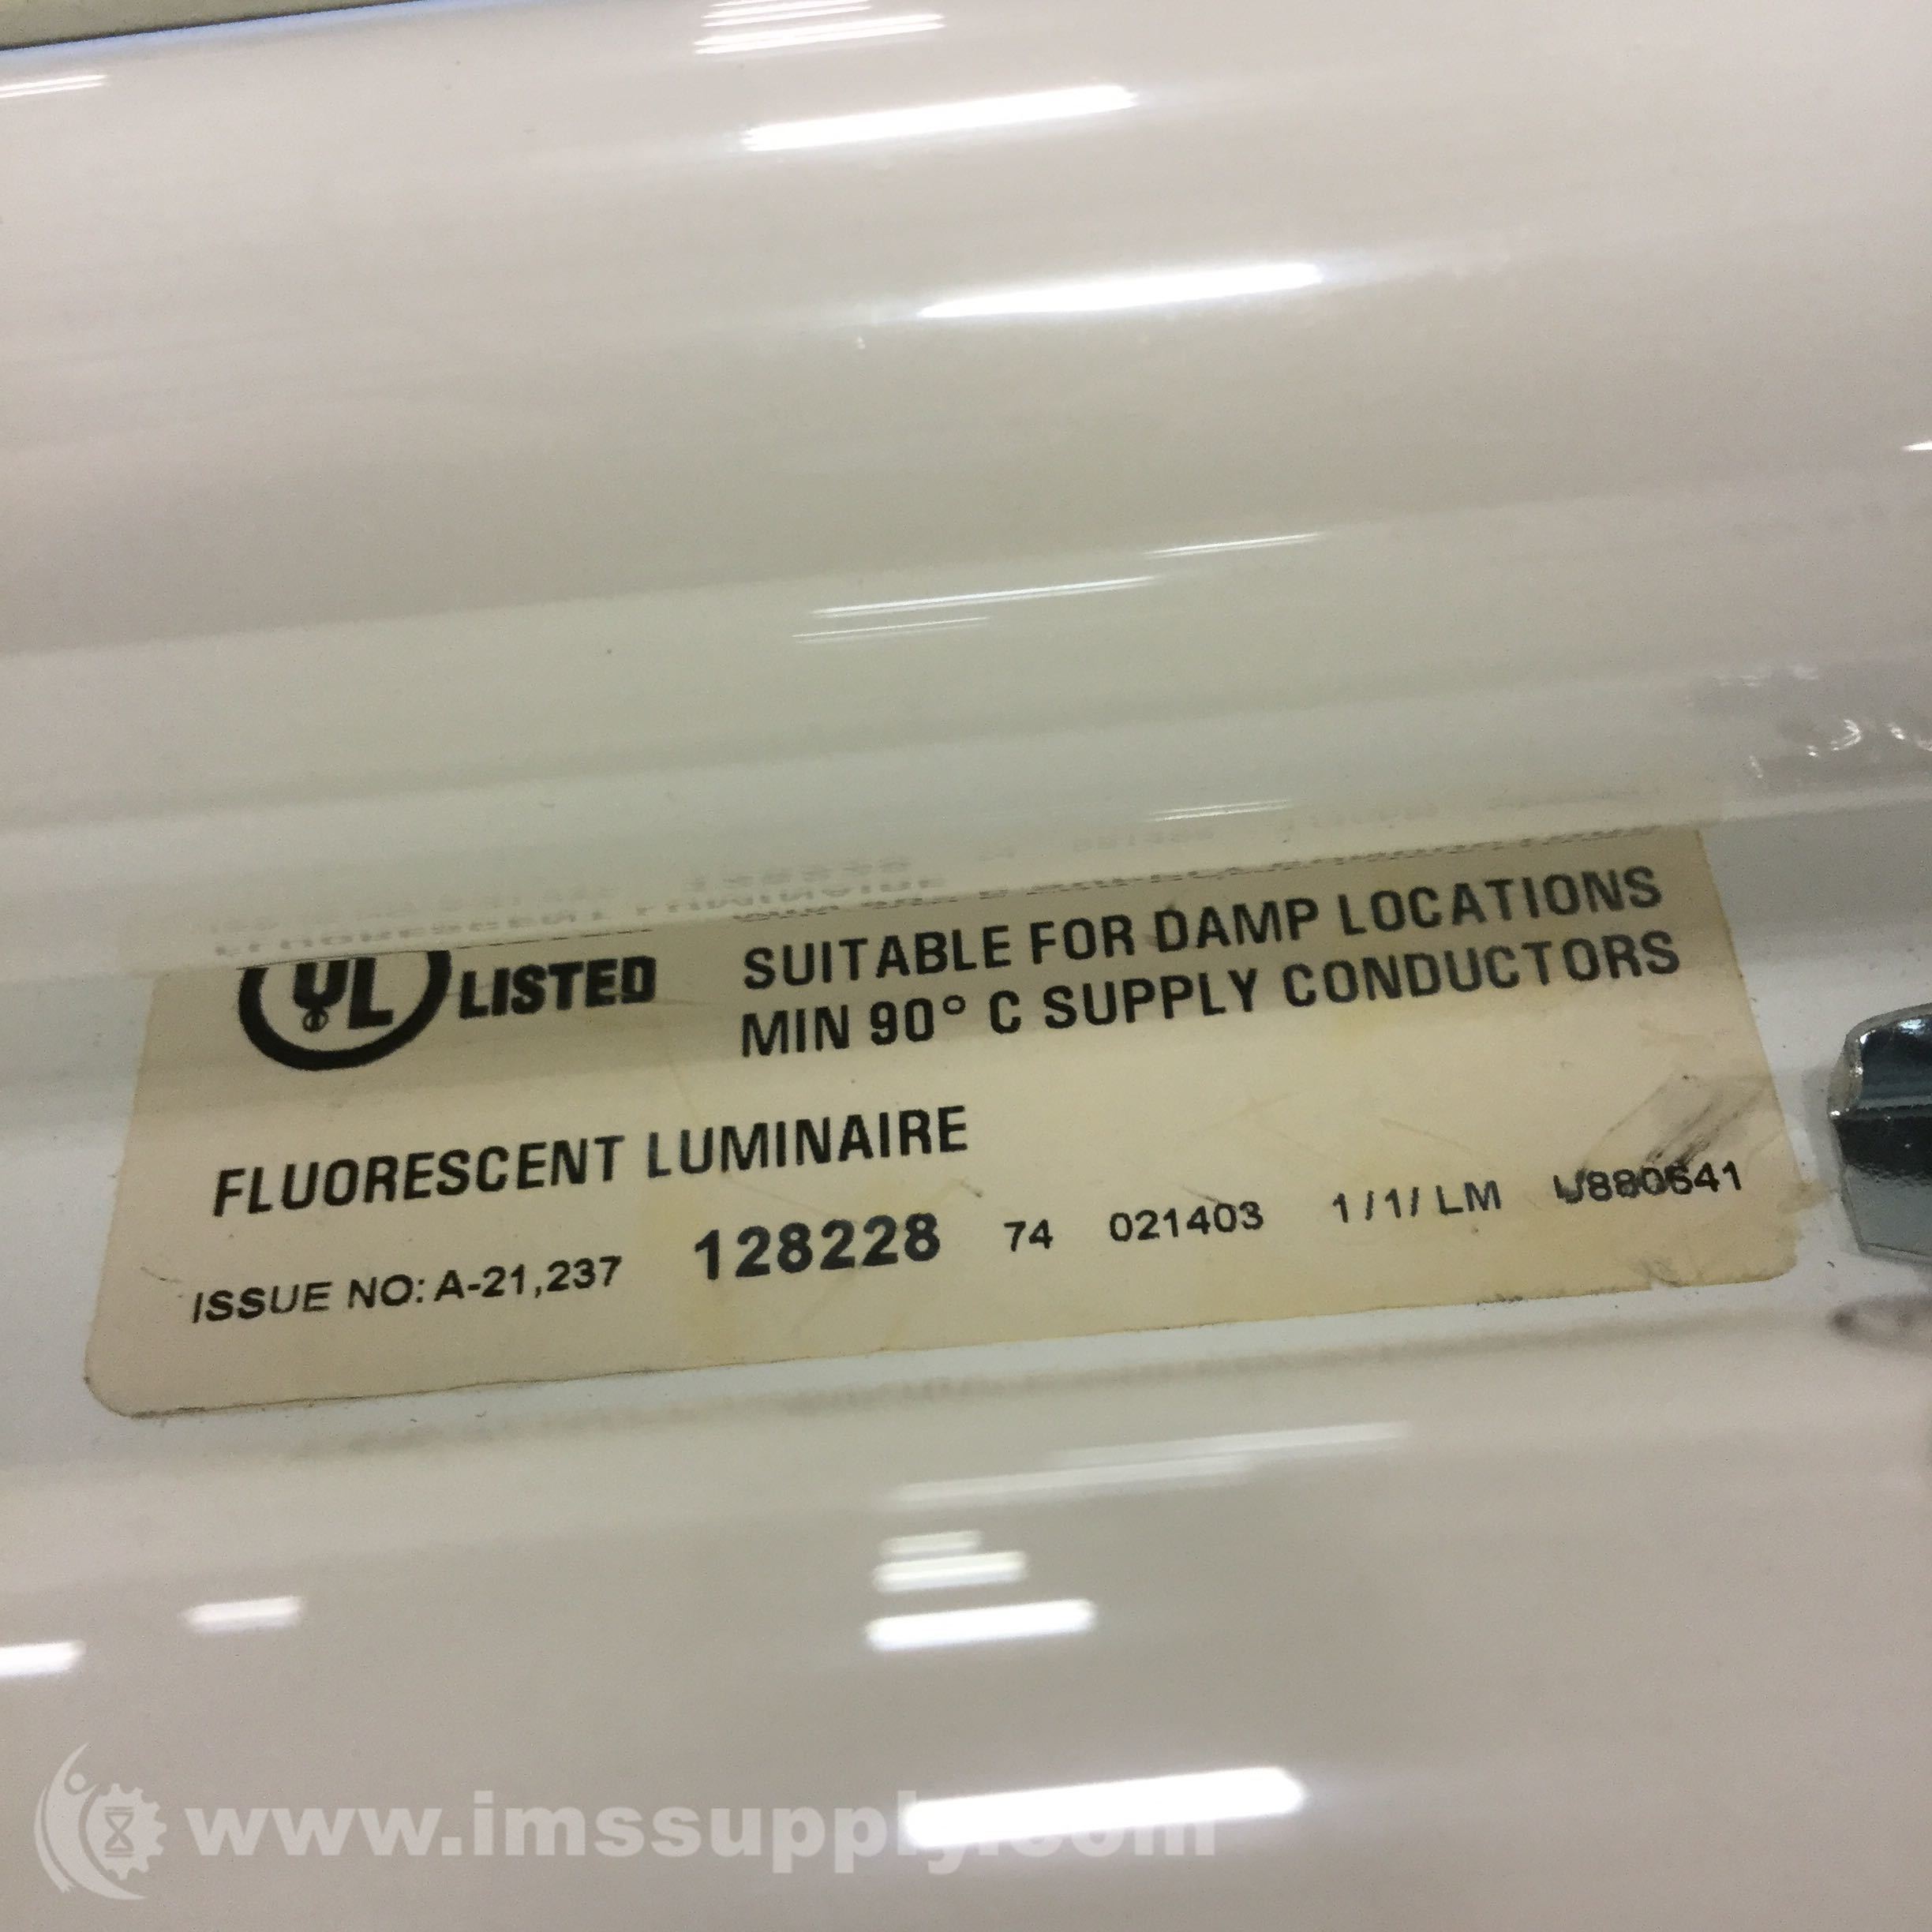 UL LISTED
SUITABLE FOR DAMP LOCATIONS
MIN 90° C SUPPLY CONDUCTORS
FLUORESCENT LUMINAIRE
ISSUE NO: A-21,237 128228 74 021403 1/1/ LM
www.imssupply.com